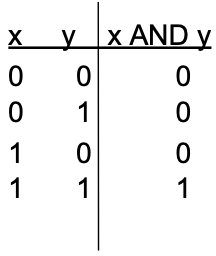 x y x AND y
0 0 0
0 1 0
1 0 0
1 1 1